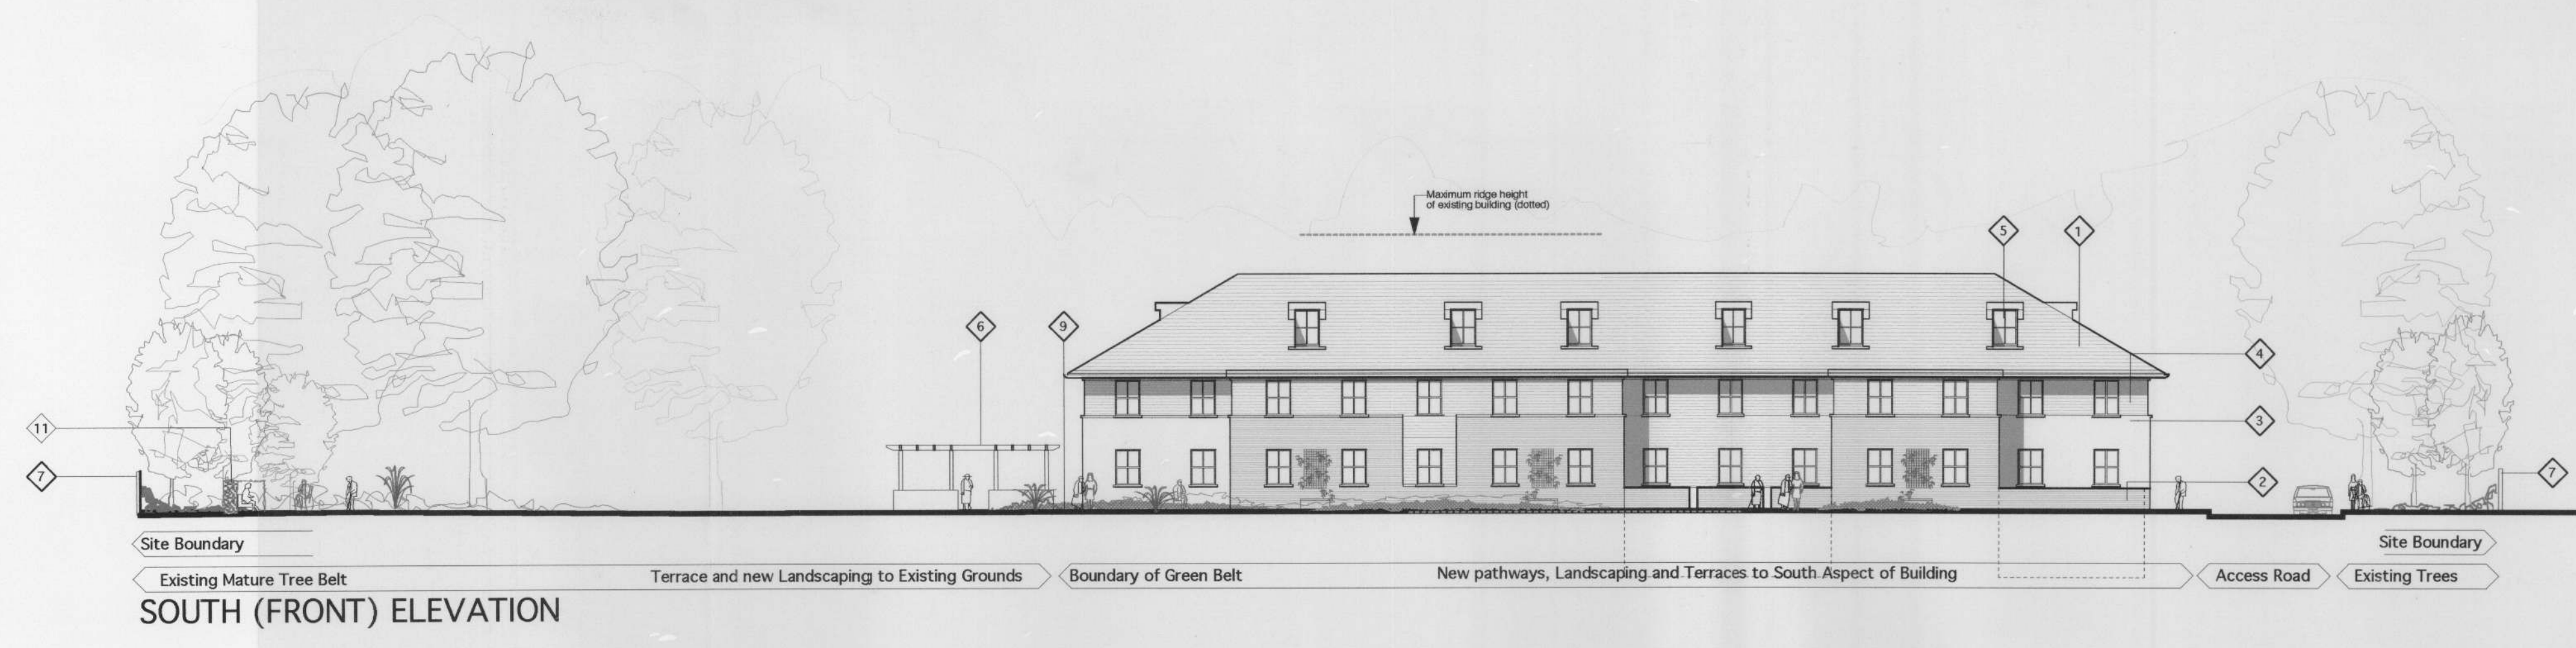 Maximum ridge height
of existing building (dotted)
5
1
6
9
4
11
3
7
2
7
Site Boundary
Site Boundary
Existing Mature Tree Belt
Terrace and new Landscaping to Existing Grounds
Boundary of Green Belt
New pathways, Landscaping and Terraces to South Aspect of Building
Access Road
Existing Trees
SOUTH (FRONT) ELEVATION